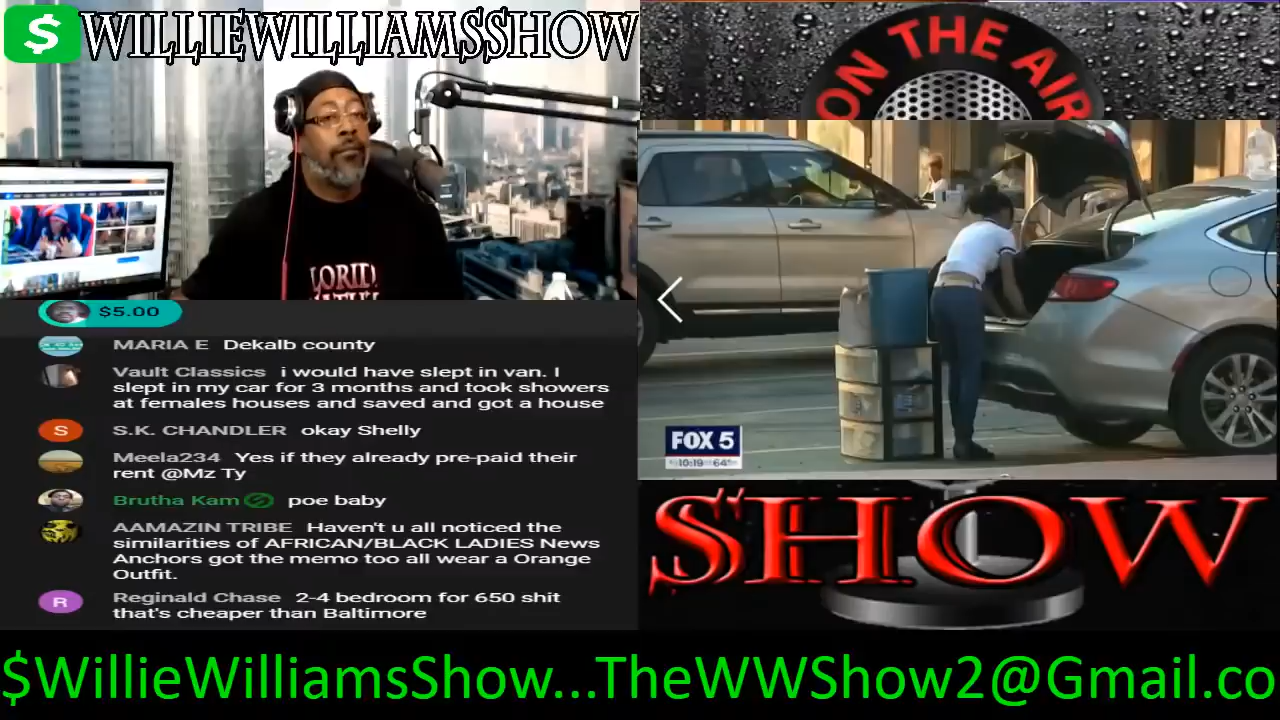 $ WILLIEWILLIAMSSHOW
ON THE AIR
$5.00
MARIA E Dekalb county
Vault Classics i would have slept in van. I
slept in my car for 3 months and took showers
at females houses and saved and got a house
S S.K. CHANDLER okay Shelly
Meela234 Yes if they already pre-paid their
rent @Mz Ty
Brutha Kam poe baby
AAMAZIN TRIBE Haven't u all noticed the
similarities of AFRICAN/BLACK LADIES News
Anchors got the memo too all wear a Orange
Outfit.
R Reginald Chase 2-4 bedroom for 650 shit
that's cheaper than Baltimore
FOX 5
10:19 64°
SHOW
$WillieWilliamsShow...TheWWShow2@Gmail.co